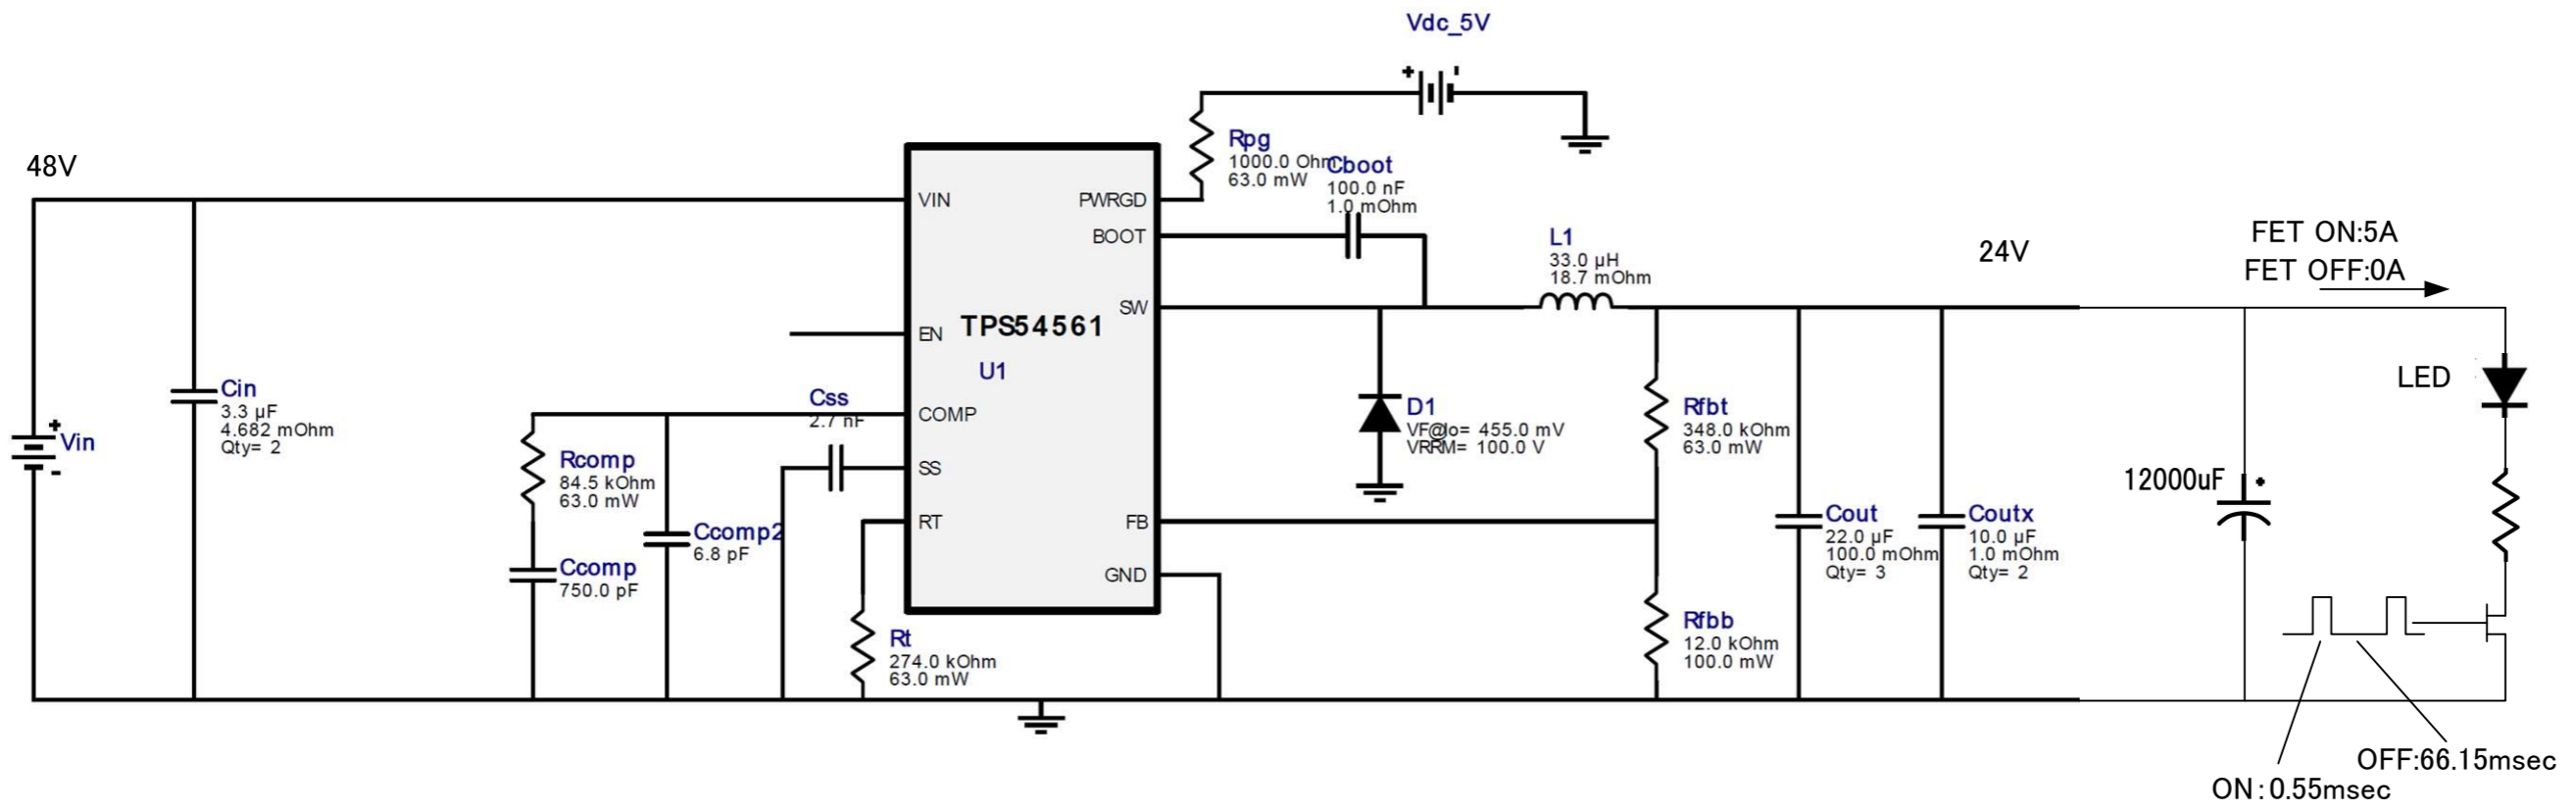 Vdc_5V
48V
Rpg
1000.0 Ohm
63.0 mW
Cboot
100.0 nF
1.0 mOhm
VIN
PWRGD
BOOT
SW
EN
TPS54561
U1
COMP
SS
RT
FB
GND
L1
33.0 µH
18.7 mOhm
24V
FET ON:5A
FET OFF:0A
Cin
3.3 µF
4.682 mOhm
Qty= 2
Vin
Css
2.7 nF
Rcomp
84.5 kOhm
63.0 mW
Ccomp2
6.8 pF
Ccomp
750.0 pF
Rt
274.0 kOhm
63.0 mW
D1
VF@Io= 455.0 mV
VRRM= 100.0 V
Rfbt
348.0 kOhm
63.0 mW
Rfbb
12.0 kOhm
100.0 mW
Cout
22.0 µF
100.0 mOhm
Qty= 3
Coutx
10.0 µF
1.0 mOhm
Qty= 2
12000uF
LED
OFF:66.15msec
ON:0.55msec